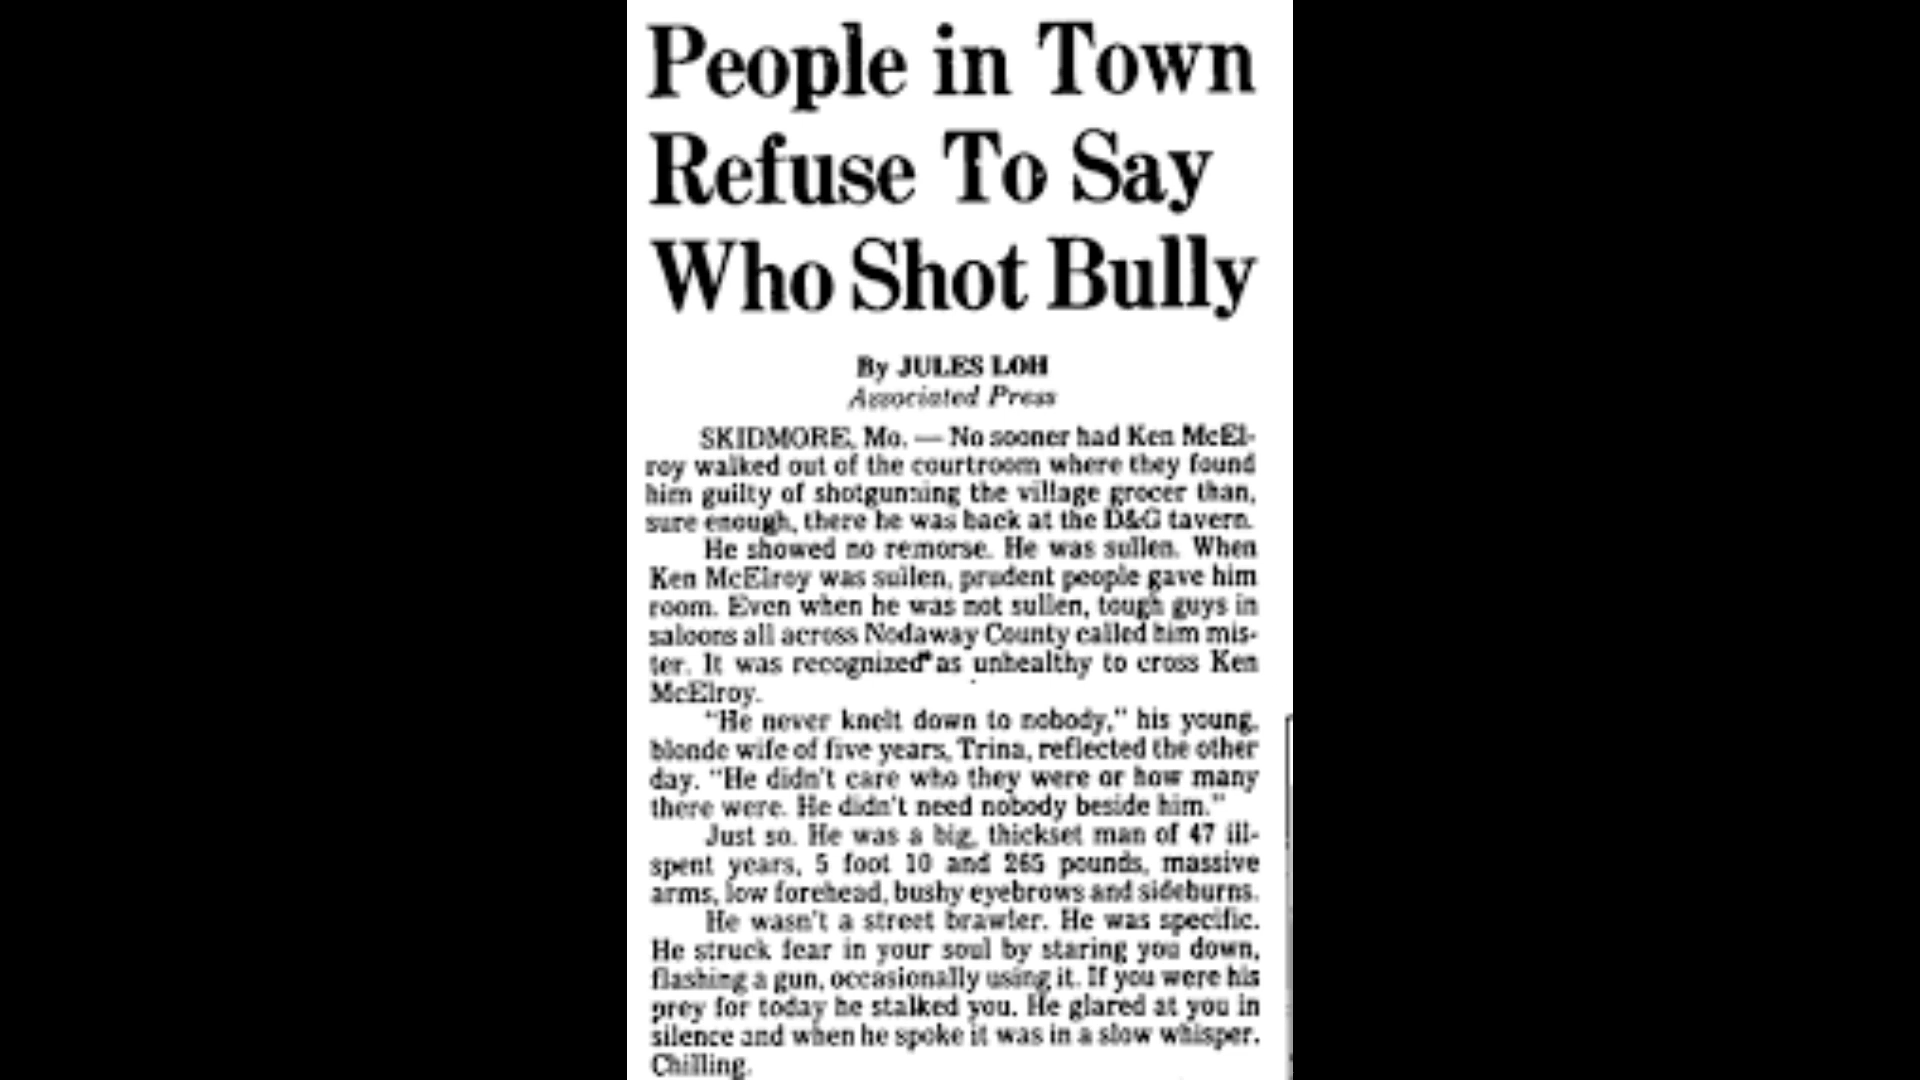 People in Town
Refuse To Say
Who Shot Bully
By JULES LOH
Associated Press
SKIDMORE, Mo. — No sooner had Ken McEl-
roy walked out of the courtroom where they found
him guilty of shotgunning the village grocer than,
sure enough, there he was back at the D&G tavern.
He showed no remorse. He was sullen. When
Ken McElroy was sullen, prudent people gave him
room. Even when he was not sullen, tough guys in
saloons all across Nodaway County called him mis-
ter. It was recognized as unhealthy to cross Ken
McElroy.
"He never knelt down to nobody," his young,
blonde wife of five years, Trina, reflected the other
day. "He didn't care who they were or how many
there were. He didn't need nobody beside him."
Just so. He was a big, thickset man of 47 ill-
spent years, 5 foot 10 and 265 pounds, massive
arms, low forehead, bushy eyebrows and sideburns.
He wasn't a street brawler. He was specific.
He struck fear in your soul by staring you down,
flashing a gun, occasionally using it. If you were his
prey for today he stalked you. He glared at you in
silence and when he spoke it was in a slow whisper.
Chilling.